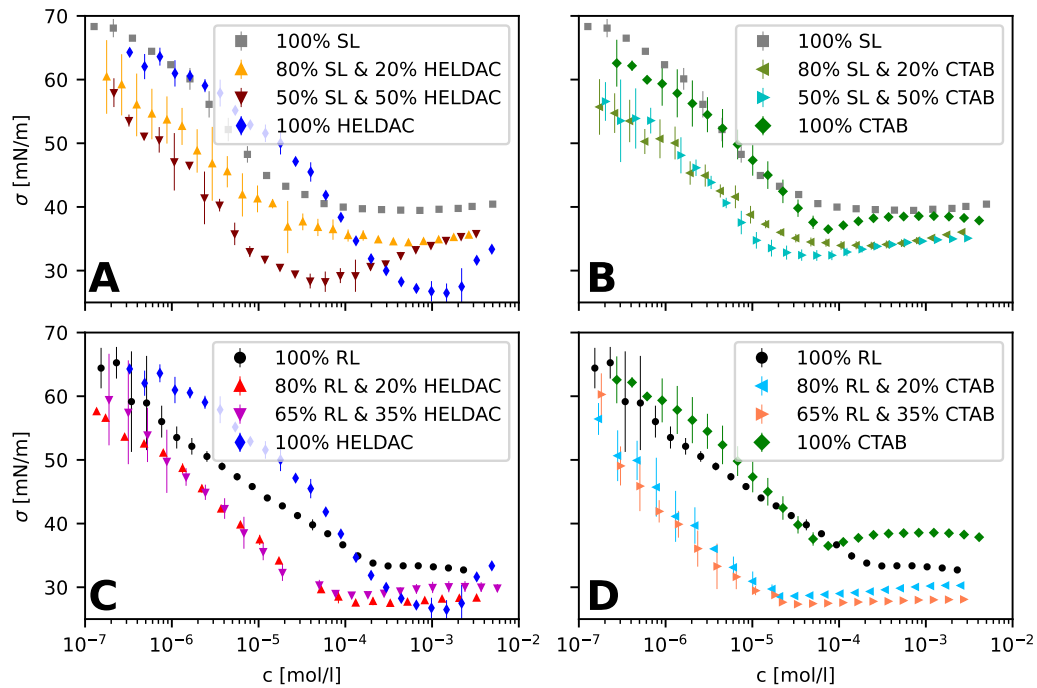 70
60
50
40
30
σ [mN/m]
100% SL
80% SL & 20% HELDAC
50% SL & 50% HELDAC
100% HELDAC
A
100% SL
80% SL & 20% CTAB
50% SL & 50% CTAB
100% CTAB
B
70
60
50
40
30
σ [mN/m]
100% RL
80% RL & 20% HELDAC
65% RL & 35% HELDAC
100% HELDAC
C
100% RL
80% RL & 20% CTAB
65% RL & 35% CTAB
100% CTAB
D
10⁻⁷ 10⁻⁶ 10⁻⁵ 10⁻⁴ 10⁻³ 10⁻²
10⁻⁶ 10⁻⁵ 10⁻⁴ 10⁻³ 10⁻²
c [mol/l]
c [mol/l]